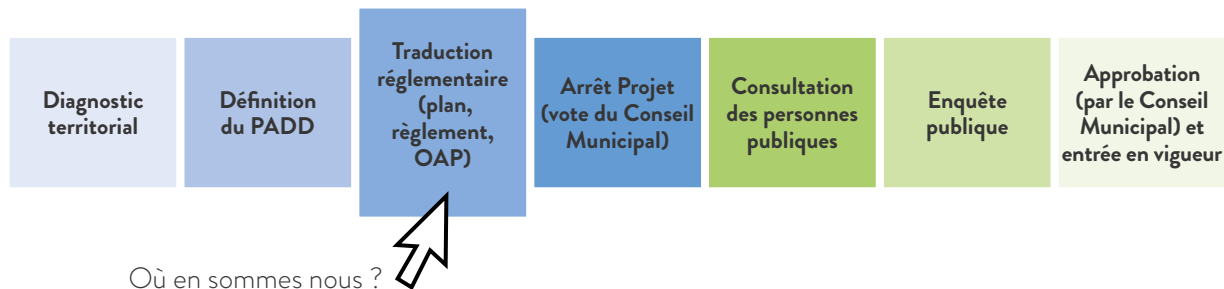 Diagnostic
territorial
Définition
du PADD
Traduction
réglementaire
(plan,
règlement,
OAP)
Arrêt Projet
(vote du Conseil
Municipal)
Consultation
des personnes
publiques
Enquête
publique
Approbation
(par le Conseil
Municipal) et
entrée en vigueur
Où en sommes nous ?